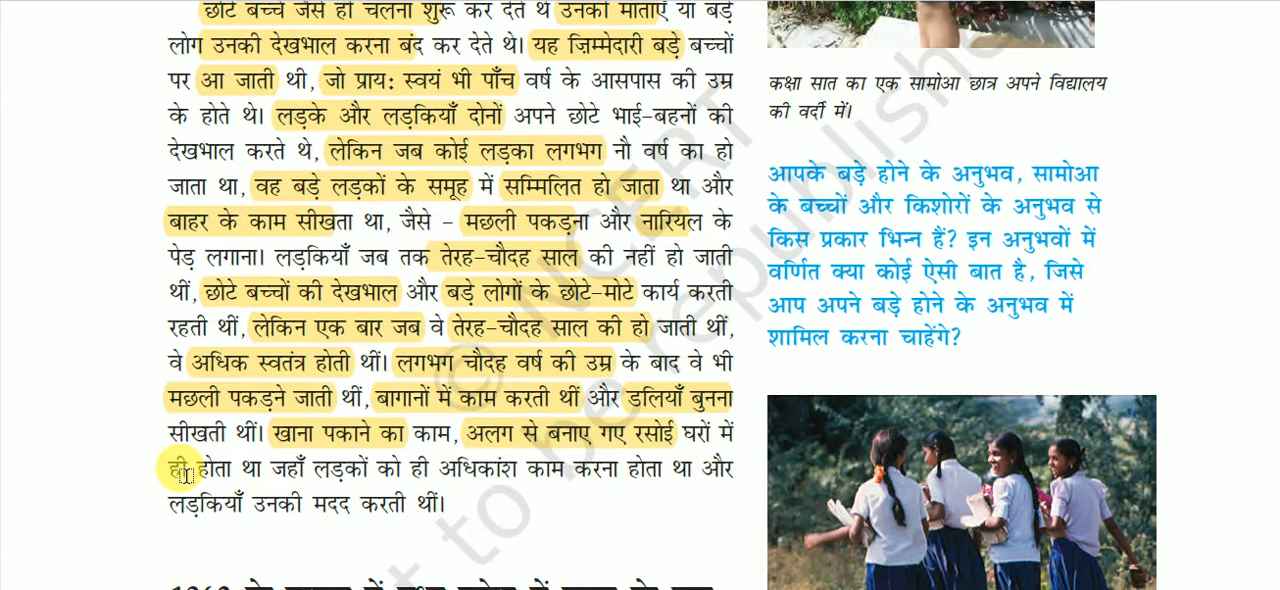 छोटे बच्चे जैसे ही चलना शुरू कर देते थे उनकी माताएँ या बड़े
लोग उनकी देखभाल करना बंद कर देते थे। यह ज़िम्मेदारी बड़े बच्चों
पर आ जाती थी, जो प्राय: स्वयं भी पाँच वर्ष के आसपास की उम्र
के होते थे। लड़के और लड़कियाँ दोनों अपने छोटे भाई-बहनों की
देखभाल करते थे, लेकिन जब कोई लड़का लगभग नौ वर्ष का हो
जाता था, वह बड़े लड़कों के समूह में सम्मिलित हो जाता था और
बाहर के काम सीखता था, जैसे – मछली पकड़ना और नारियल के
पेड़ लगाना। लड़कियाँ जब तक तेरह-चौदह साल की नहीं हो जाती
थीं, छोटे बच्चों की देखभाल और बड़े लोगों के छोटे-मोटे कार्य करती
रहती थीं, लेकिन एक बार जब वे तेरह-चौदह साल की हो जाती थीं,
वे अधिक स्वतंत्र होती थीं। लगभग चौदह वर्ष की उम्र के बाद वे भी
मछली पकड़ने जाती थीं, बागानों में काम करती थीं और डलियाँ बुनना
सीखती थीं। खाना पकाने का काम, अलग से बनाए गए रसोई घरों में
ही होता था जहाँ लड़कों को ही अधिकांश काम करना होता था और
लड़कियाँ उनकी मदद करती थीं।
कक्षा सात का एक सामोआ छात्र अपने विद्यालय
की वर्दी में।
आपके बड़े होने के अनुभव, सामोआ
के बच्चों और किशोरों के अनुभव से
किस प्रकार भिन्न हैं? इन अनुभवों में
वर्णित क्या कोई ऐसी बात है, जिसे
आप अपने बड़े होने के अनुभव में
शामिल करना चाहेंगे?
© NCERT
to be republished